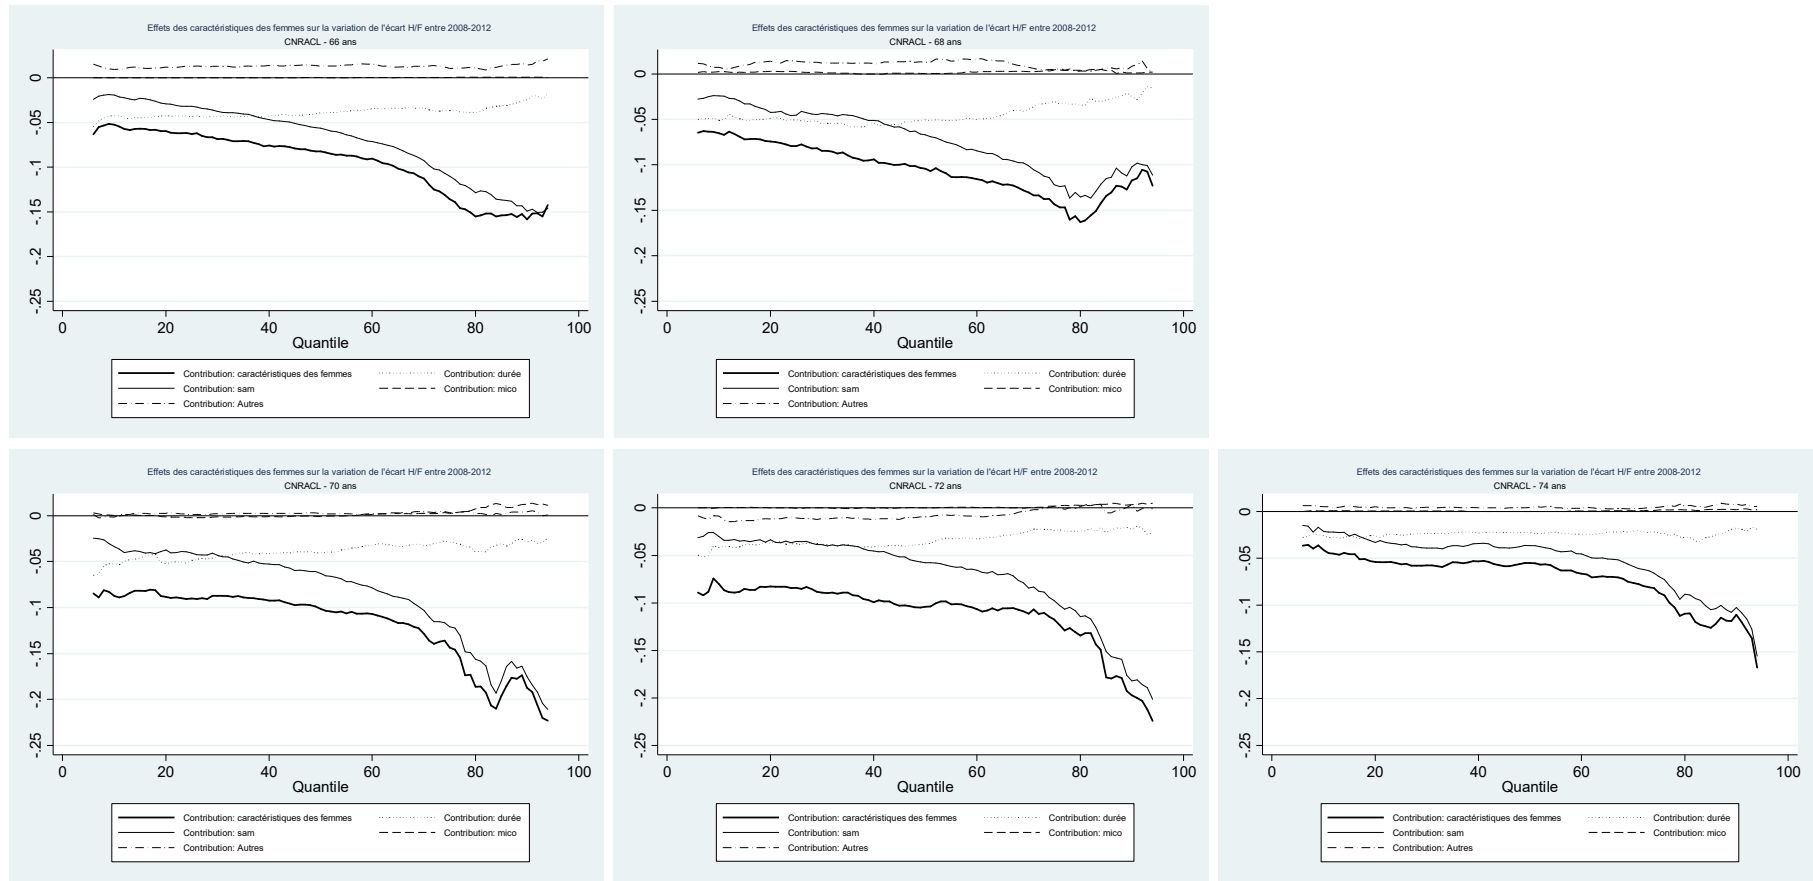 Effets des caractéristiques des femmes sur la variation de l'écart H/F entre 2008-2012
CNRACL - 66 ans
0
-.05
-.1
-.15
-.2
-.25
0 20 40 60 80 100
Quantile
Contribution: caractéristiques des femmes Contribution: durée
Contribution: sam Contribution: mico
Contribution: Autres
Effets des caractéristiques des femmes sur la variation de l'écart H/F entre 2008-2012
CNRACL - 68 ans
0
-.05
-.1
-.15
-.2
-.25
0 20 40 60 80 100
Quantile
Contribution: caractéristiques des femmes Contribution: durée
Contribution: sam Contribution: mico
Contribution: Autres
Effets des caractéristiques des femmes sur la variation de l'écart H/F entre 2008-2012
CNRACL - 70 ans
0
-.05
-.1
-.15
-.2
-.25
0 20 40 60 80 100
Quantile
Contribution: caractéristiques des femmes Contribution: durée
Contribution: sam Contribution: mico
Contribution: Autres
Effets des caractéristiques des femmes sur la variation de l'écart H/F entre 2008-2012
CNRACL - 72 ans
0
-.05
-.1
-.15
-.2
-.25
0 20 40 60 80 100
Quantile
Contribution: caractéristiques des femmes Contribution: durée
Contribution: sam Contribution: mico
Contribution: Autres
Effets des caractéristiques des femmes sur la variation de l'écart H/F entre 2008-2012
CNRACL - 74 ans
0
-.05
-.1
-.15
-.2
-.25
0 20 40 60 80 100
Quantile
Contribution: caractéristiques des femmes Contribution: durée
Contribution: sam Contribution: mico
Contribution: Autres